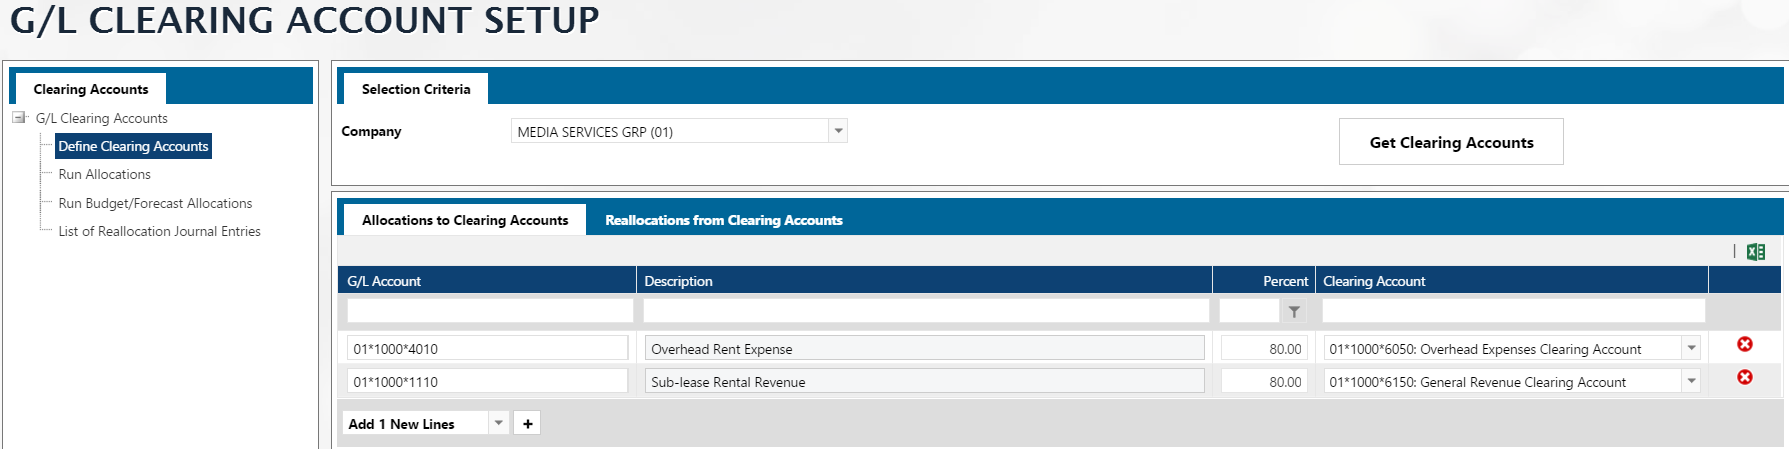 G/L CLEARING ACCOUNT SETUP
Clearing Accounts
G/L Clearing Accounts
Define Clearing Accounts
Run Allocations
Run Budget/Forecast Allocations
List of Reallocation Journal Entries
Selection Criteria
Company MEDIA SERVICES GRP (01) Get Clearing Accounts
Allocations to Clearing Accounts Reallocations from Clearing Accounts
G/L Account Description Percent Clearing Account
01*1000*4010 Overhead Rent Expense 80.00 01*1000*6050: Overhead Expenses Clearing Account
01*1000*1110 Sub-lease Rental Revenue 80.00 01*1000*6150: General Revenue Clearing Account
Add 1 New Lines +